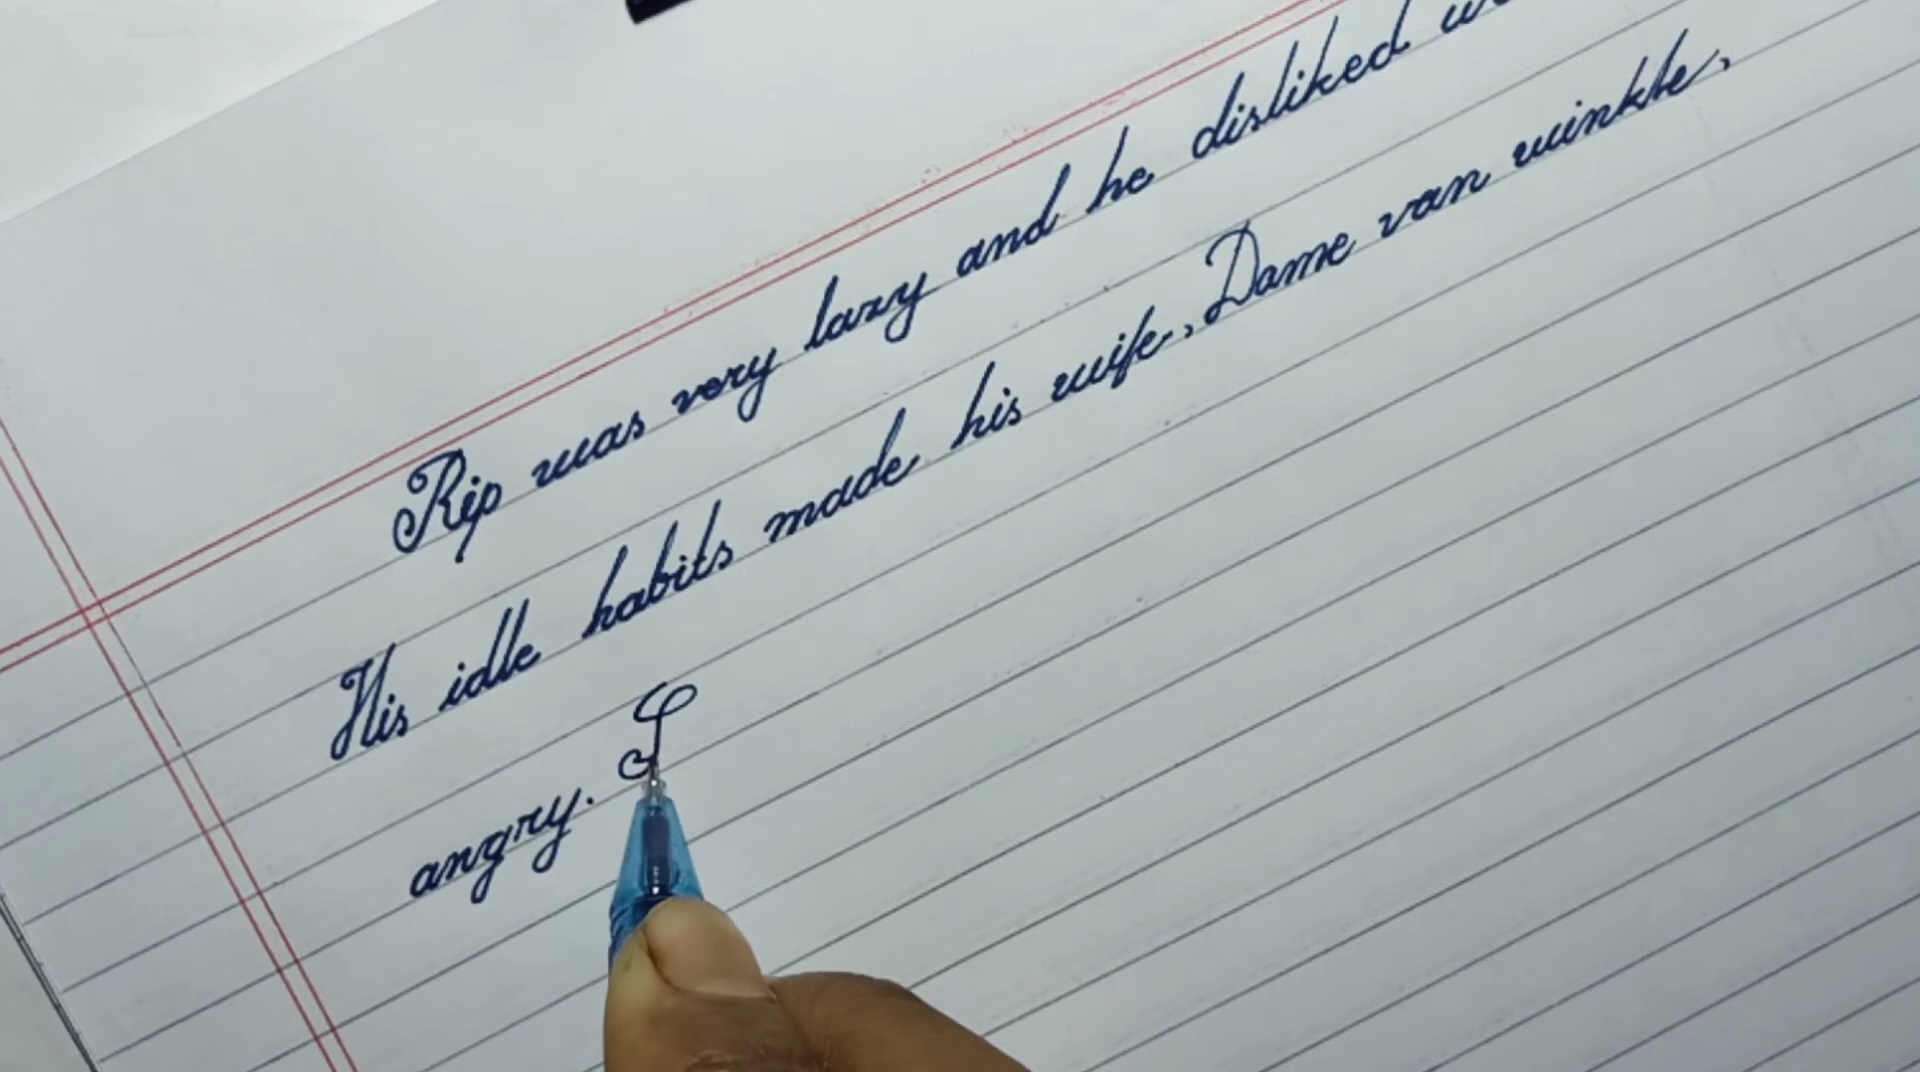 Rip was very lazy and he disliked
His idle habits made his wife, Dame van winkle,
angry.